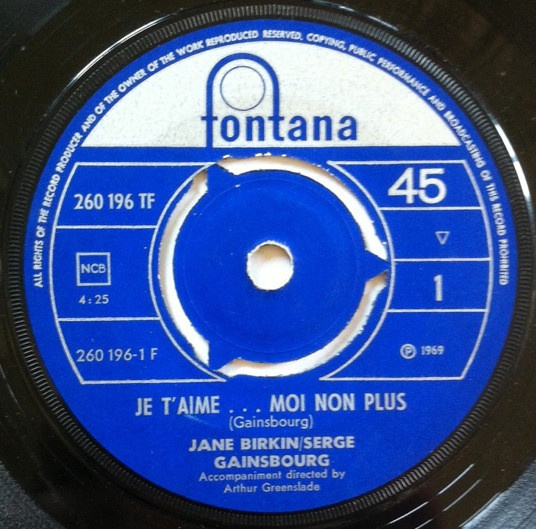 ALL RIGHTS OF THE RECORD PRODUCER AND OF THE OWNER OF THE WORK REPRODUCED RESERVED, COPYING, PUBLIC PERFORMANCE AND BROADCASTING OF THIS RECORD PROHIBITED
fontana
260 196 TF
45
NCB
▽
4:25
1
260 196-1 F
Ⓟ 1969
JE T'AIME . . . MOI NON PLUS
(Gainsbourg)
JANE BIRKIN/SERGE
GAINSBOURG
Accompaniment directed by
Arthur Greenslade